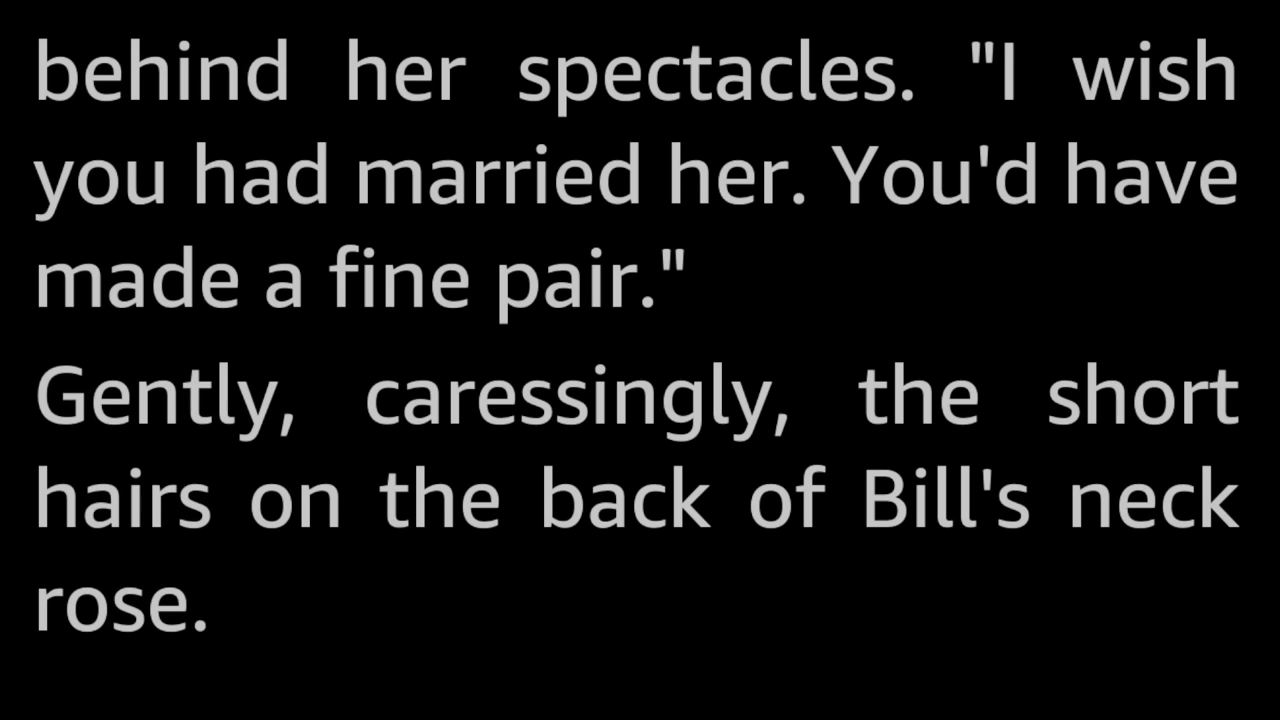 behind her spectacles. "I wish
you had married her. You'd have
made a fine pair."
Gently, caressingly, the short
hairs on the back of Bill's neck
rose.